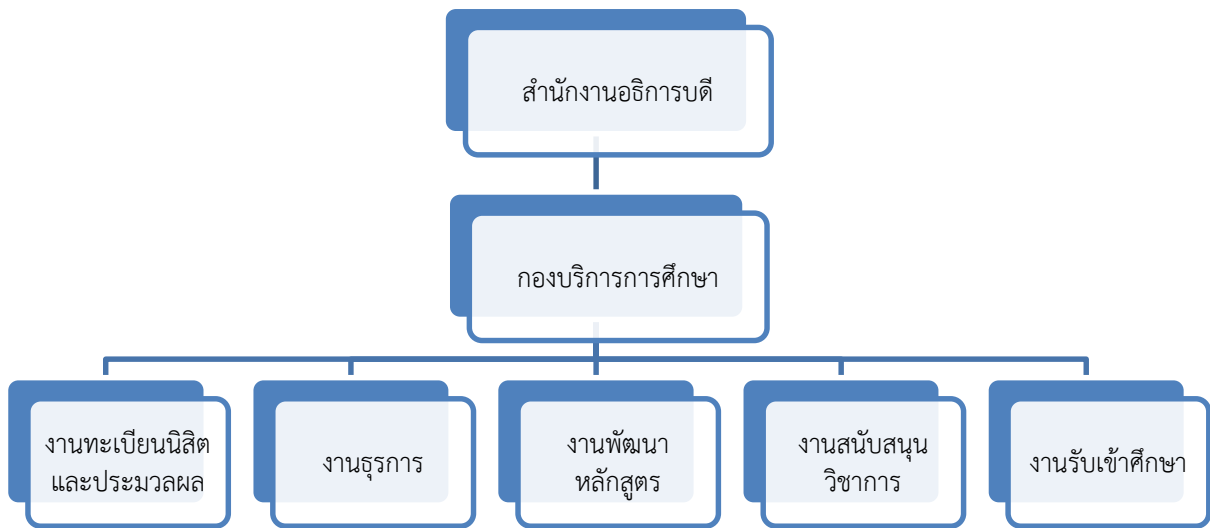 สำนักงานอธิการบดี
กองบริการการศึกษา
งานทะเบียนนิสิต
และประมวลผล
งานธุรการ
งานพัฒนา
หลักสูตร
งานสนับสนุน
วิชาการ
งานรับเข้าศึกษา